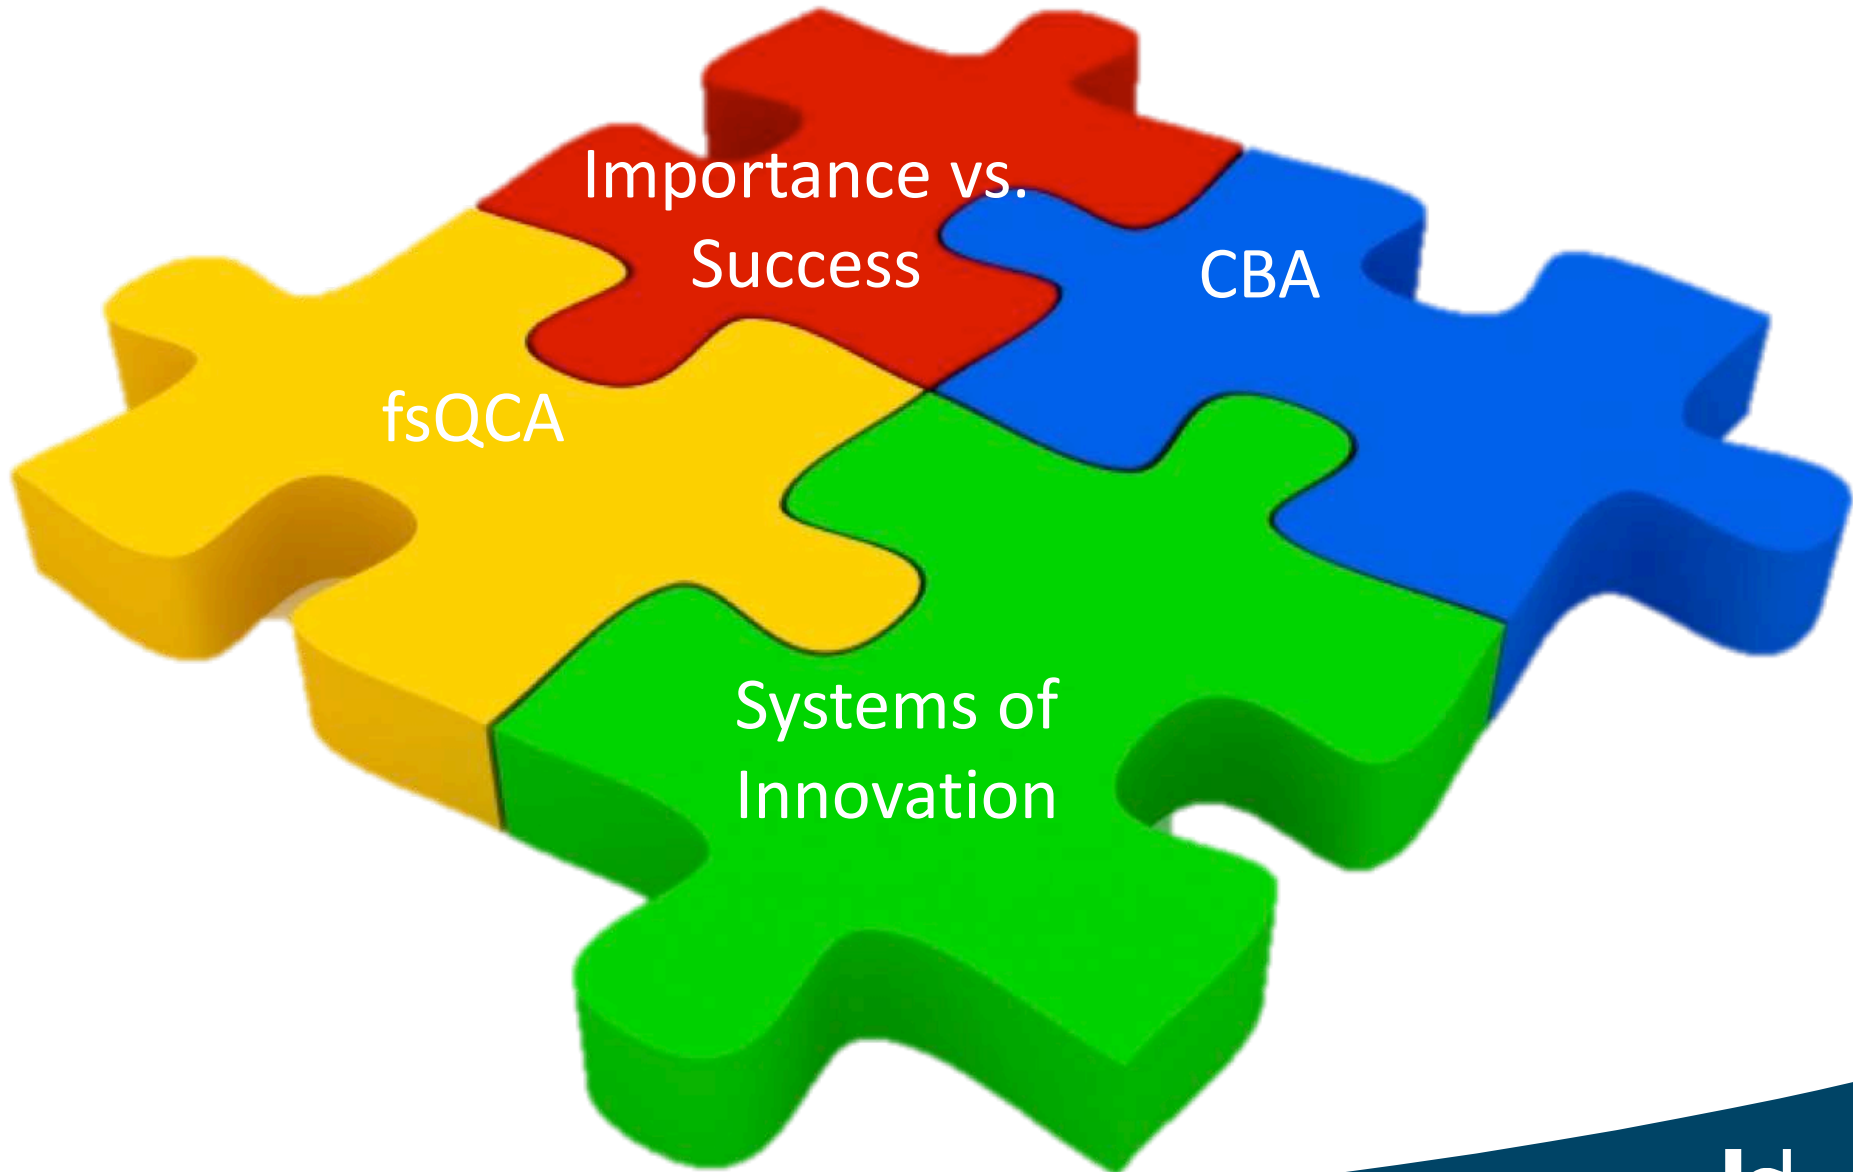 Importance vs.
Success
CBA
fsQCA
Systems of
Innovation